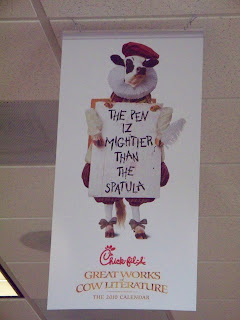 THE PEN
IZ
MIGHTIER
THAN
THE
SPATULA
Chick-fil-A
GREAT WORKS
OF
COW LITERATURE
THE 2010 CALENDAR